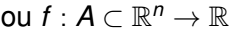 ou f : A ⊂ ℝⁿ → ℝ